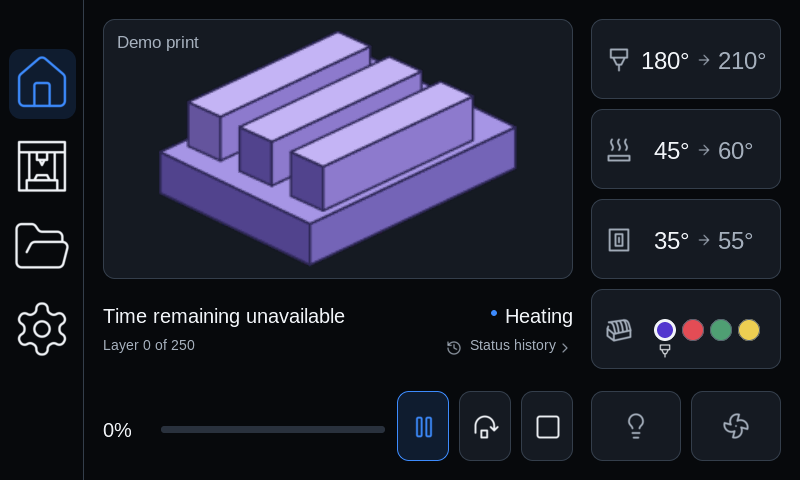 Demo print
180° → 210°
45° → 60°
35° → 55°
Time remaining unavailable
Heating
Layer 0 of 250
Status history
0%